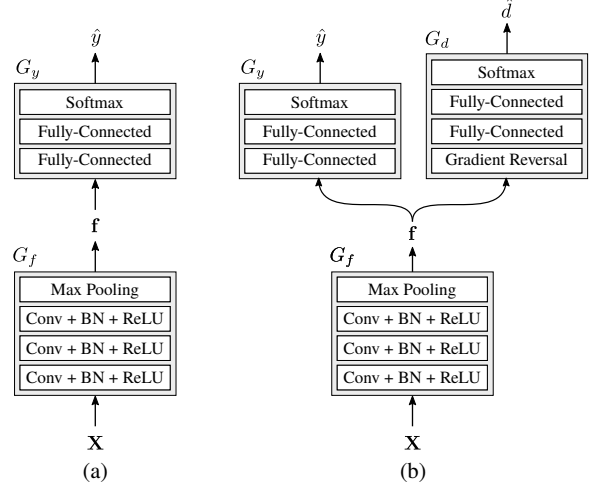 ŷ
G_y
Softmax
Fully-Connected
Fully-Connected
f
G_f
Max Pooling
Conv + BN + ReLU
Conv + BN + ReLU
Conv + BN + ReLU
X
(a)
ŷ
G_y
Softmax
Fully-Connected
Fully-Connected
d̂
G_d
Softmax
Fully-Connected
Fully-Connected
Gradient Reversal
f
G_f
Max Pooling
Conv + BN + ReLU
Conv + BN + ReLU
Conv + BN + ReLU
X
(b)